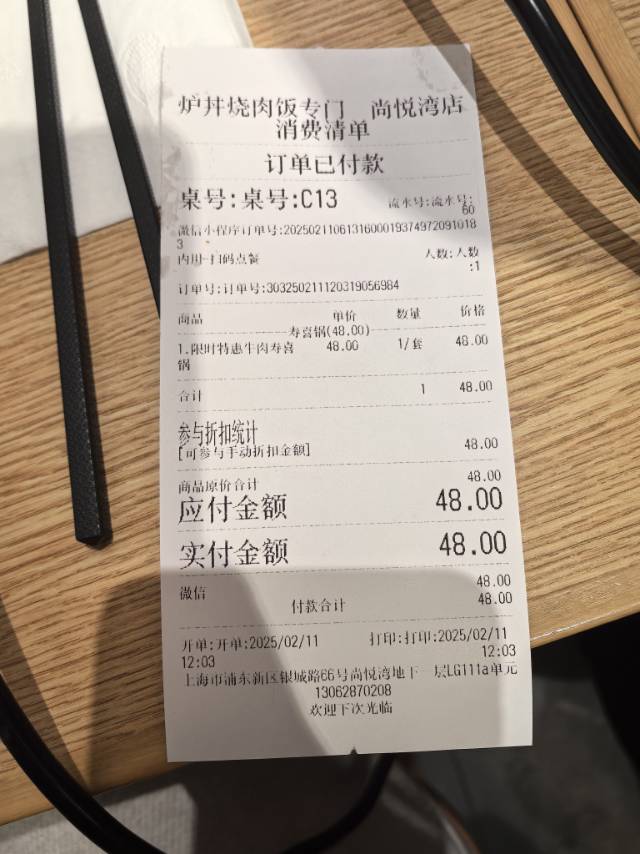 炉丼烧肉饭专门 尚悦湾店
消费清单
订单已付款
桌号:桌号:C13 流水号:流水号:
60
微信小程序订单号:2025021106131600019374972091018
3
内用-扫码点餐 人数:人数
:1
订单号:订单号:303250211120319056984
商品 单价 数量 价格
寿喜锅(48.00)
1.限时特惠牛肉寿喜 48.00 1/套 48.00
锅
合计 1 48.00
参与折扣统计
[可参与手动折扣金额] 48.00
商品原价合计 48.00
应付金额 48.00
实付金额 48.00
微信 48.00
付款合计 48.00
开单:开单:2025/02/11 打印:打印:2025/02/11
12:03 12:03
上海市浦东新区银城路66号尚悦湾地下一层LG111a单元
13062870208
欢迎下次光临